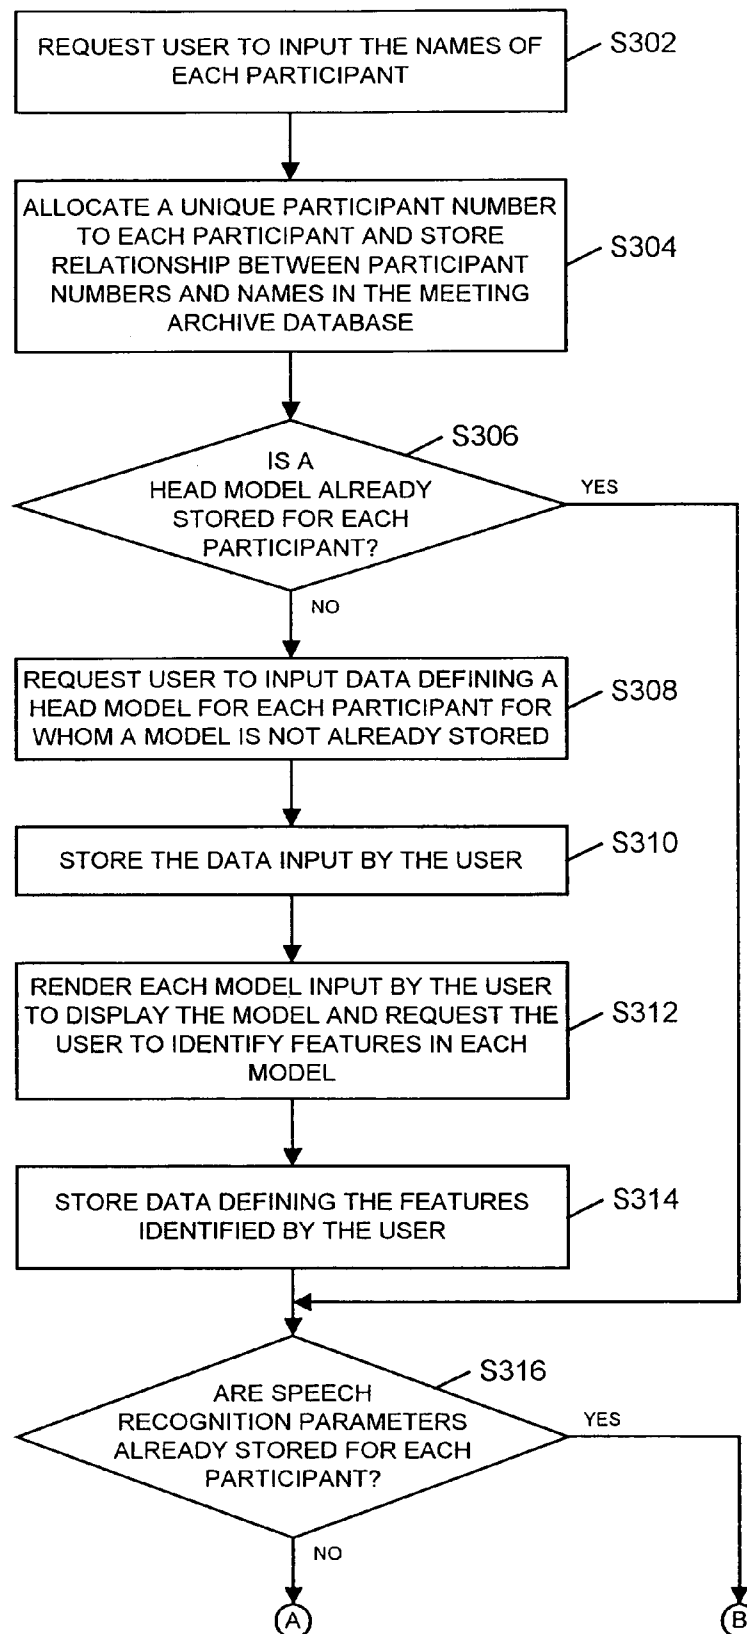 REQUEST USER TO INPUT THE NAMES OF
EACH PARTICIPANT
S302
ALLOCATE A UNIQUE PARTICIPANT NUMBER
TO EACH PARTICIPANT AND STORE
RELATIONSHIP BETWEEN PARTICIPANT
NUMBERS AND NAMES IN THE MEETING
ARCHIVE DATABASE
S304
S306
IS A
HEAD MODEL ALREADY
STORED FOR EACH
PARTICIPANT?
YES
NO
REQUEST USER TO INPUT DATA DEFINING A
HEAD MODEL FOR EACH PARTICIPANT FOR
WHOM A MODEL IS NOT ALREADY STORED
S308
STORE THE DATA INPUT BY THE USER
S310
RENDER EACH MODEL INPUT BY THE USER
TO DISPLAY THE MODEL AND REQUEST THE
USER TO IDENTIFY FEATURES IN EACH
MODEL
S312
STORE DATA DEFINING THE FEATURES
IDENTIFIED BY THE USER
S314
S316
ARE SPEECH
RECOGNITION PARAMETERS
ALREADY STORED FOR EACH
PARTICIPANT?
YES
NO
A
B